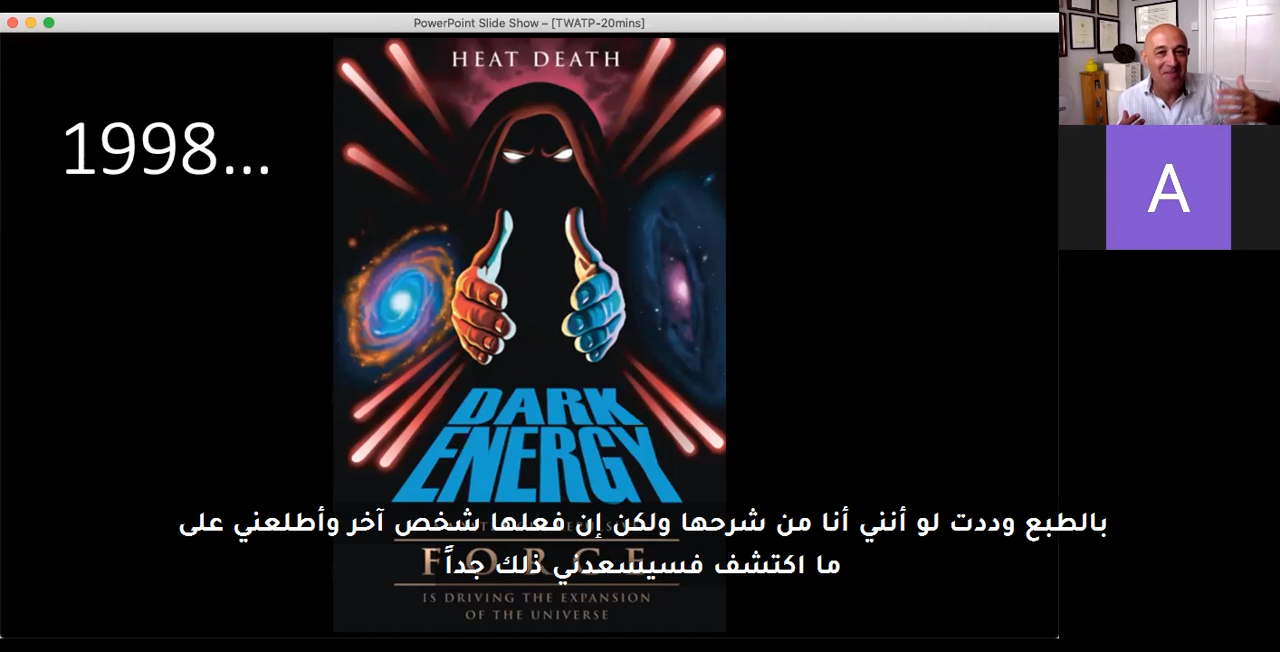 PowerPoint Slide Show – [TWATP-20mins]
HEAT DEATH
1998...
A
DARK
ENERGY
بالطبع وددت لو أنني أنا من شرحها ولكن إن فعلها شخص آخر وأطلعني على
ما اكتشف فسيسعدني ذلك جداً
FORCE
IS DRIVING THE EXPANSION
OF THE UNIVERSE